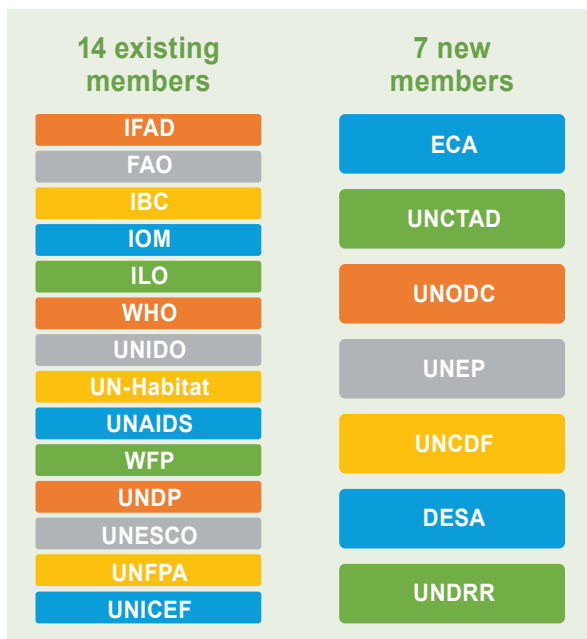 14 existing
members
IFAD
FAO
IBC
IOM
ILO
WHO
UNIDO
UN-Habitat
UNAIDS
WFP
UNDP
UNESCO
UNFPA
UNICEF
7 new
members
ECA
UNCTAD
UNODC
UNEP
UNCDF
DESA
UNDRR